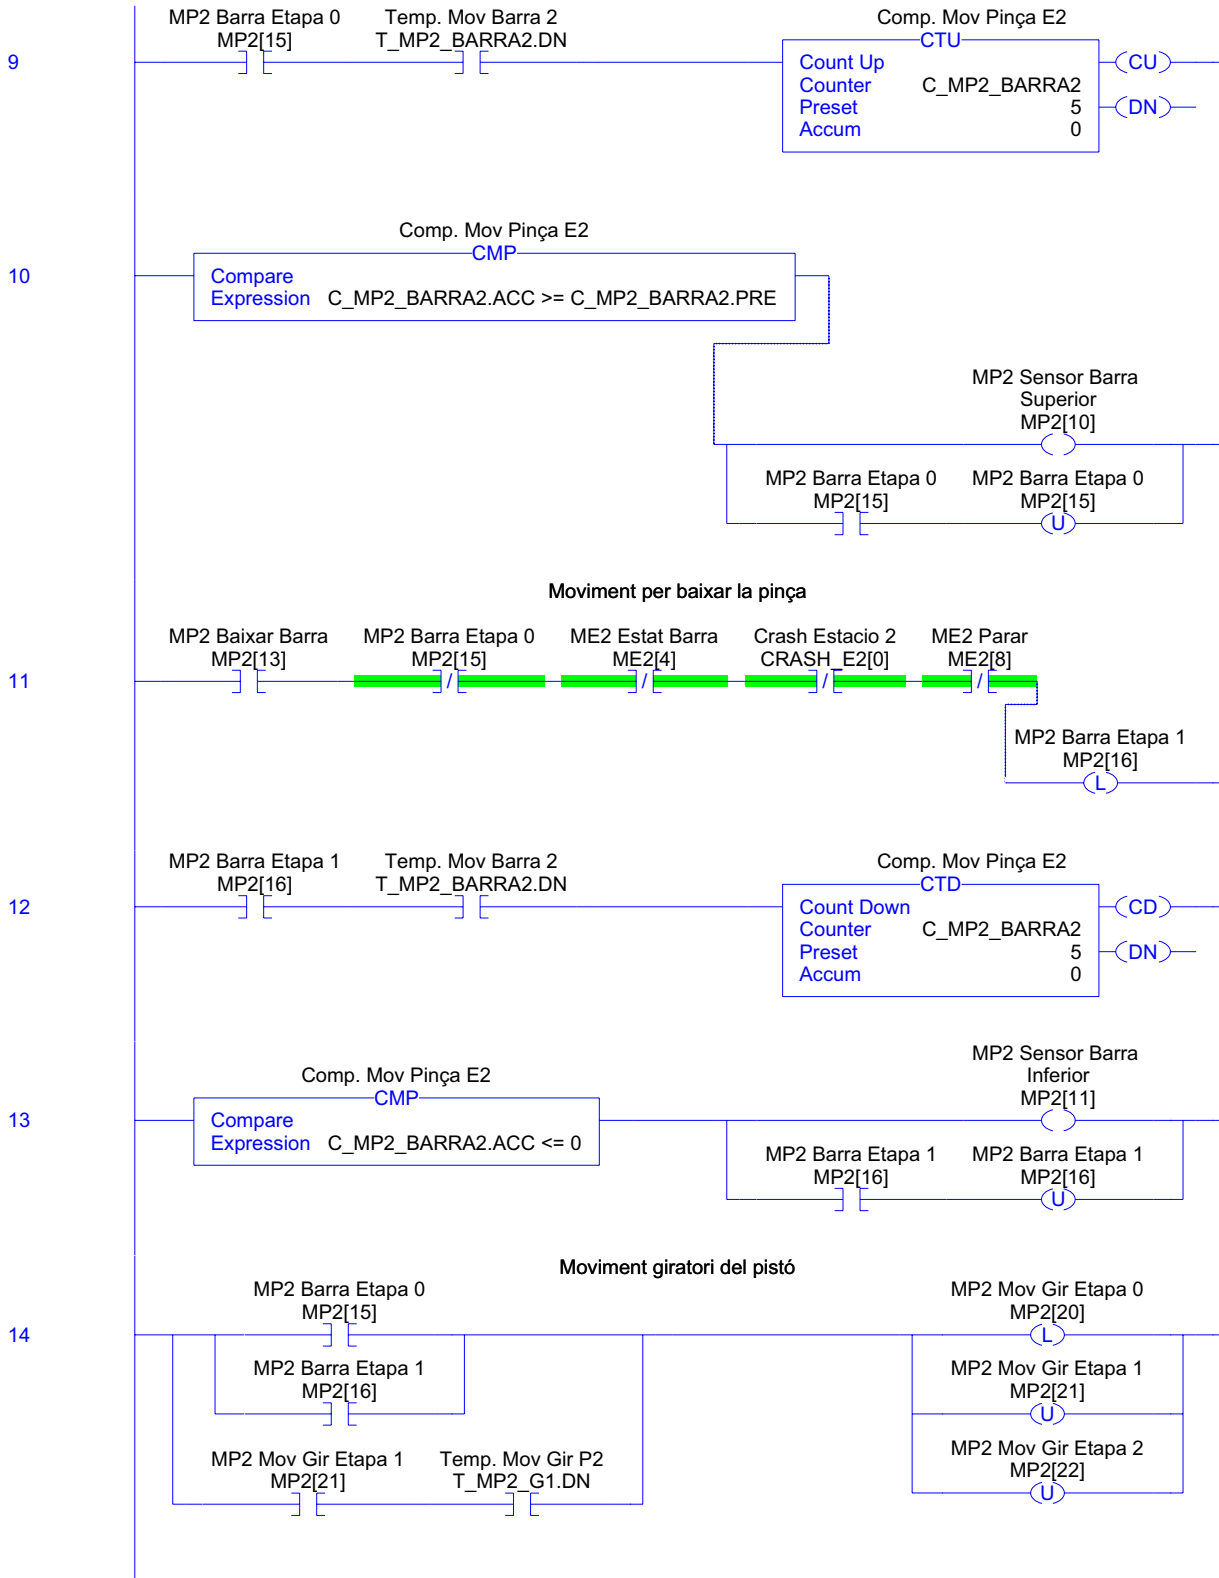 MP2 Barra Etapa 0 Temp. Mov Barra 2 Comp. Mov Pinça E2
MP2[15] T_MP2_BARRA2.DN CTU
9 Count Up CU
Counter C_MP2_BARRA2
Preset 5 DN
Accum 0
Comp. Mov Pinça E2
CMP
10 Compare
Expression C_MP2_BARRA2.ACC >= C_MP2_BARRA2.PRE
MP2 Sensor Barra
Superior
MP2[10]
MP2 Barra Etapa 0 MP2 Barra Etapa 0
MP2[15] MP2[15]
U
Moviment per baixar la pinça
MP2 Baixar Barra MP2 Barra Etapa 0 ME2 Estat Barra Crash Estacio 2 ME2 Parar
MP2[13] MP2[15] ME2[4] CRASH_E2[0] ME2[8]
11 / / / /
MP2 Barra Etapa 1
MP2[16]
L
MP2 Barra Etapa 1 Temp. Mov Barra 2 Comp. Mov Pinça E2
MP2[16] T_MP2_BARRA2.DN CTD
12 Count Down CD
Counter C_MP2_BARRA2
Preset 5 DN
Accum 0
MP2 Sensor Barra
Comp. Mov Pinça E2 Inferior
CMP MP2[11]
13 Compare
Expression C_MP2_BARRA2.ACC <= 0
MP2 Barra Etapa 1 MP2 Barra Etapa 1
MP2[16] MP2[16]
U
Moviment giratori del pistó
MP2 Barra Etapa 0 MP2 Mov Gir Etapa 0
MP2[15] MP2[20]
14 L
MP2 Barra Etapa 1 MP2 Mov Gir Etapa 1
MP2[16] MP2[21]
U
MP2 Mov Gir Etapa 1 Temp. Mov Gir P2 MP2 Mov Gir Etapa 2
MP2[21] T_MP2_G1.DN MP2[22]
U